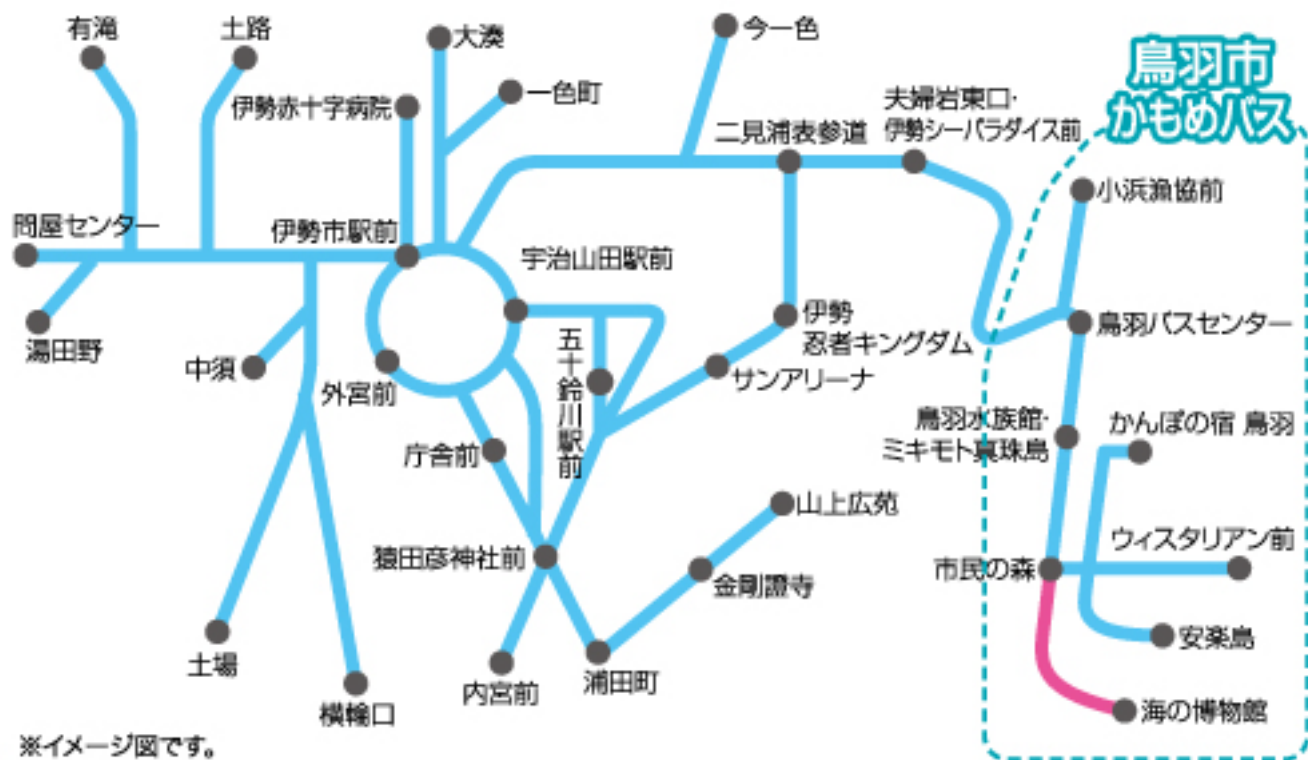 有滝
土路
大湊
今一色
鳥羽市
かもめバス
伊勢赤十字病院
一色町
夫婦岩東口・
伊勢シーパラダイス前
二見浦表参道
小浜漁協前
問屋センター
伊勢市駅前
宇治山田駅前
湯田野
中須
外宮前
五十鈴川駅前
伊勢
忍者キングダム
サンアリーナ
鳥羽バスセンター
鳥羽水族館・
ミキモト真珠島
かんぽの宿 鳥羽
庁舎前
山上広苑
猿田彦神社前
金剛證寺
市民の森
ウィスタリアン前
安楽島
土場
内宮前
浦田町
横輪口
海の博物館
※イメージ図です。